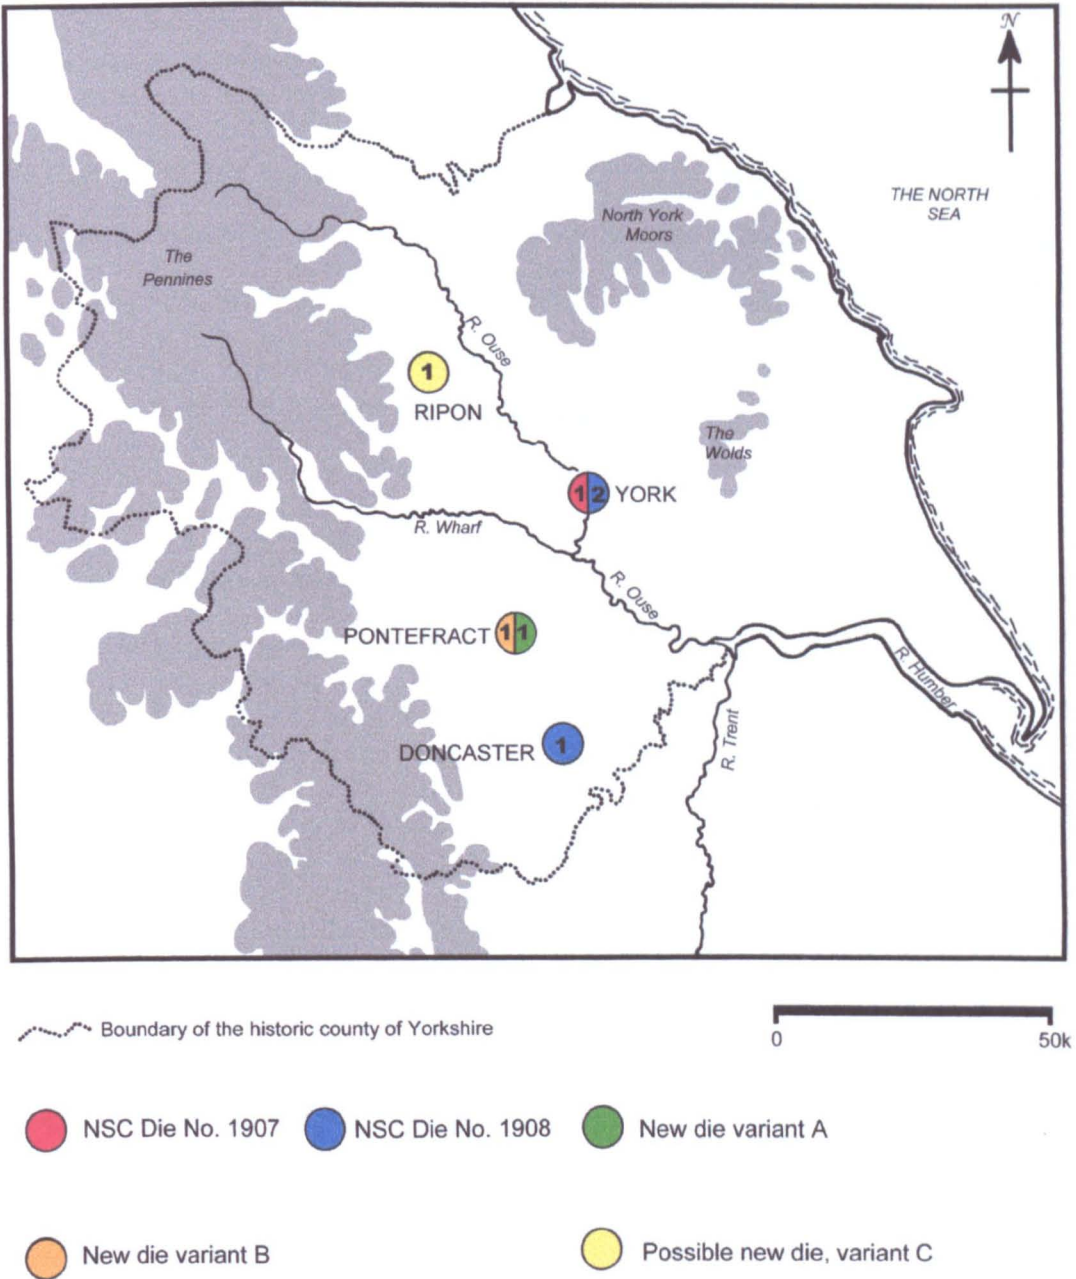 N
THE NORTH
SEA
North York
Moors
The
Pennines
R. Ouse
1
RIPON
The
Wolds
1 2 YORK
R. Wharf
R. Ouse
PONTEFRACT 1 1
R. Humber
R. Trent
DONCASTER 1
Boundary of the historic county of Yorkshire
0 50k
NSC Die No. 1907 NSC Die No. 1908 New die variant A
New die variant B Possible new die, variant C